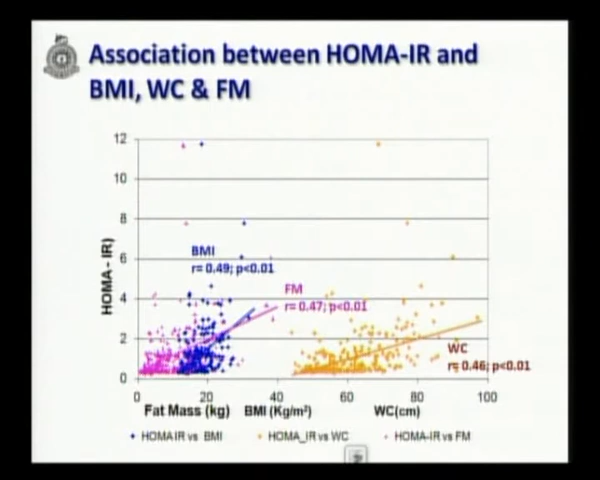 Association between HOMA-IR and
BMI, WC & FM
12
10
8
6
4
2
0
HOMA - IR)
BMI
r= 0.49; p<0.01
FM
r= 0.47; p<0.01
WC
r= 0.46; p<0.01
0 20 40 60 80 100
Fat Mass (kg) BMI (Kg/m²) WC(cm)
HOMA IR vs BMI HOMA_IR vs WC HOMA-IR vs FM